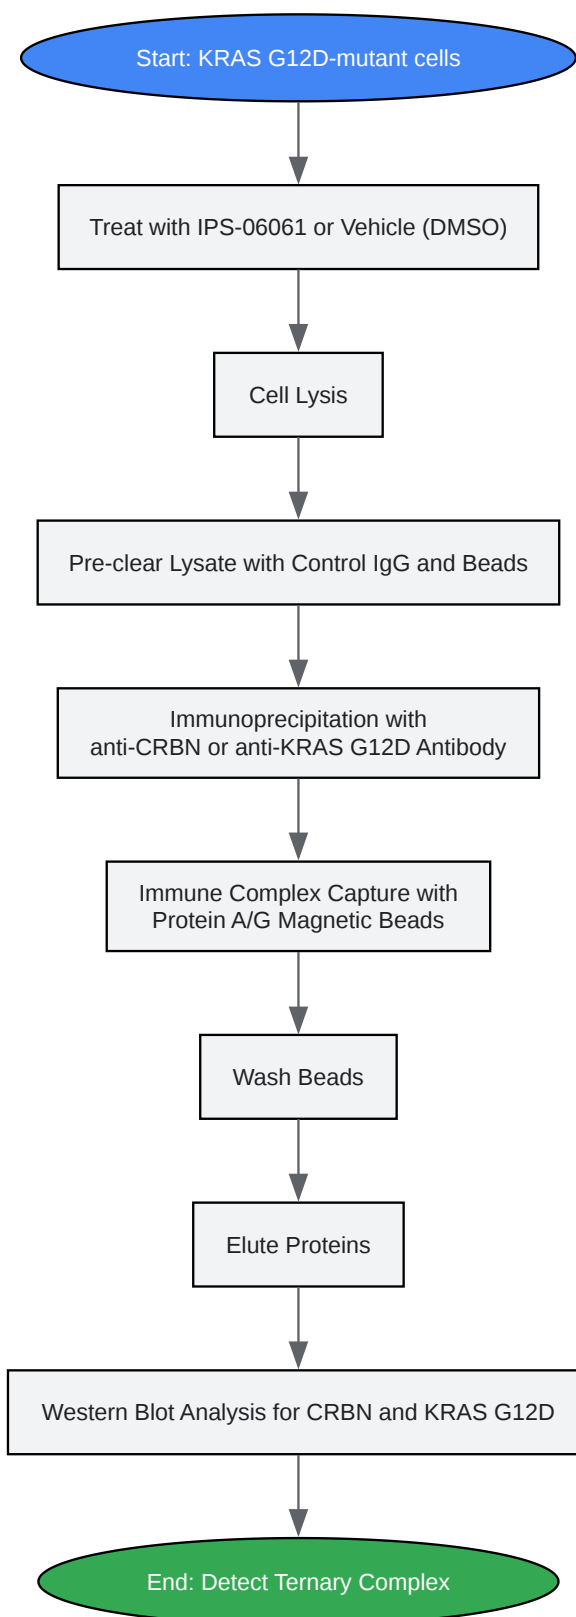 Start: KRAS G12D-mutant cells
Treat with IPS-06061 or Vehicle (DMSO)
Cell Lysis
Pre-clear Lysate with Control IgG and Beads
Immunoprecipitation with
anti-CRBN or anti-KRAS G12D Antibody
Immune Complex Capture with
Protein A/G Magnetic Beads
Wash Beads
Elute Proteins
Western Blot Analysis for CRBN and KRAS G12D
End: Detect Ternary Complex